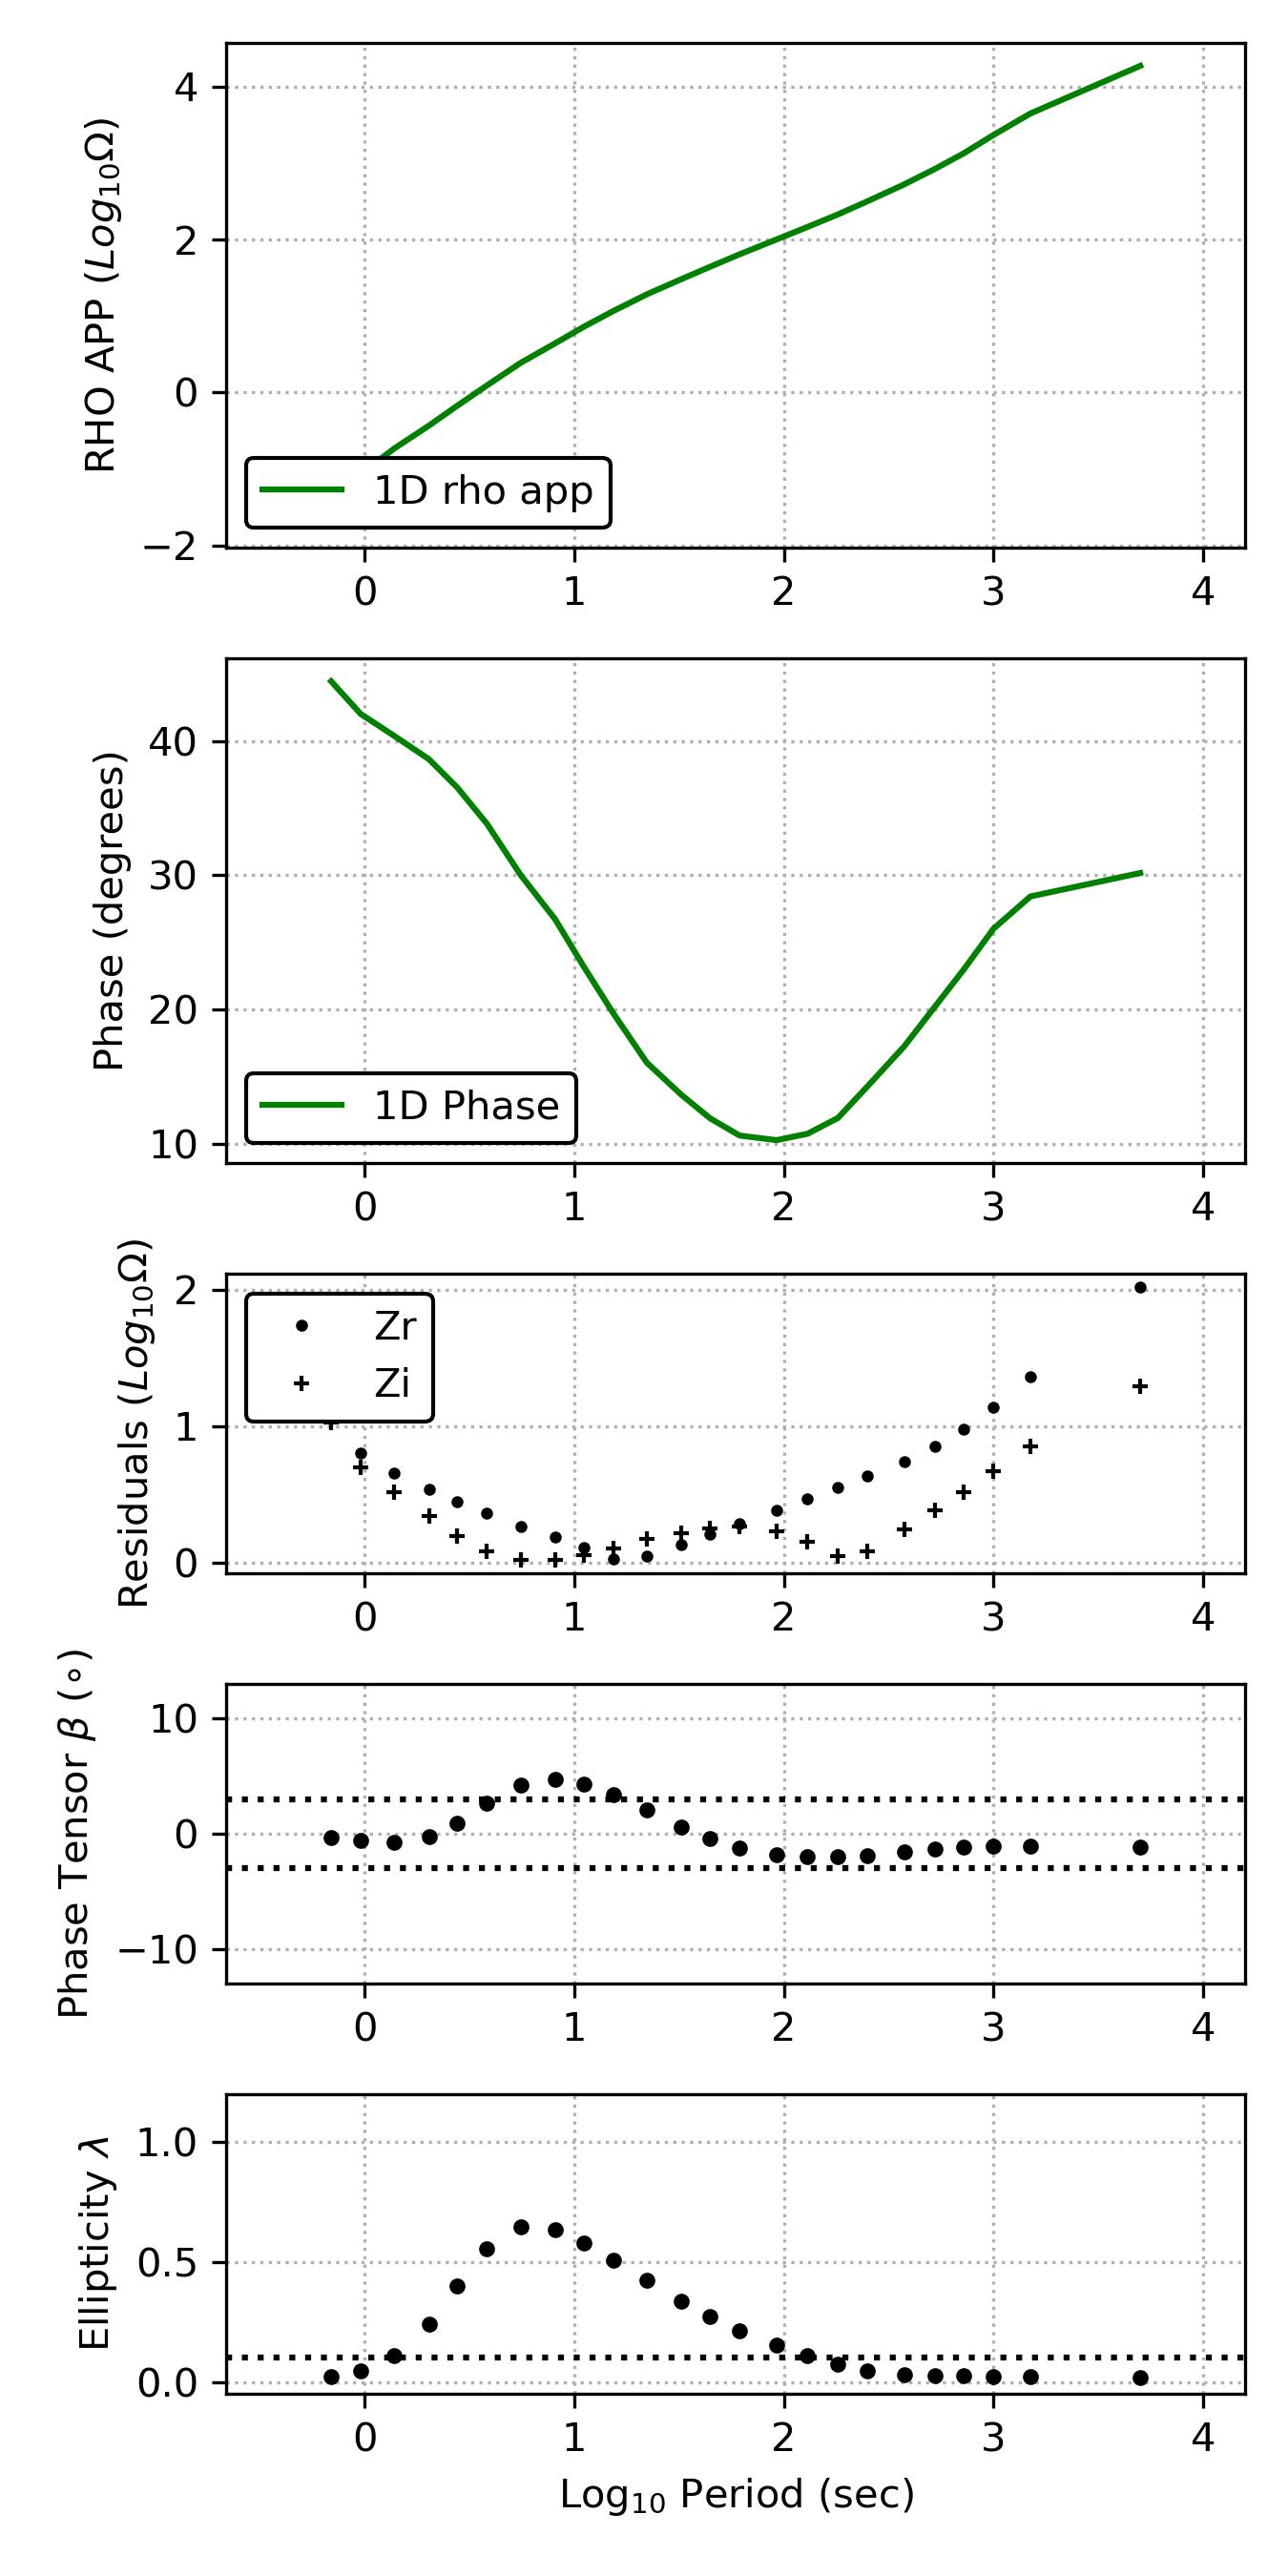 RHO APP (Log₁₀Ω)
4
2
0
−2
1D rho app
0 1 2 3 4
Phase (degrees)
40
30
20
10
1D Phase
0 1 2 3 4
Residuals (Log₁₀Ω)
2
1
0
Zr
Zi
0 1 2 3 4
Phase Tensor β (∘)
10
0
−10
0 1 2 3 4
Ellipticity λ
1.0
0.5
0.0
0 1 2 3 4
Log₁₀ Period (sec)